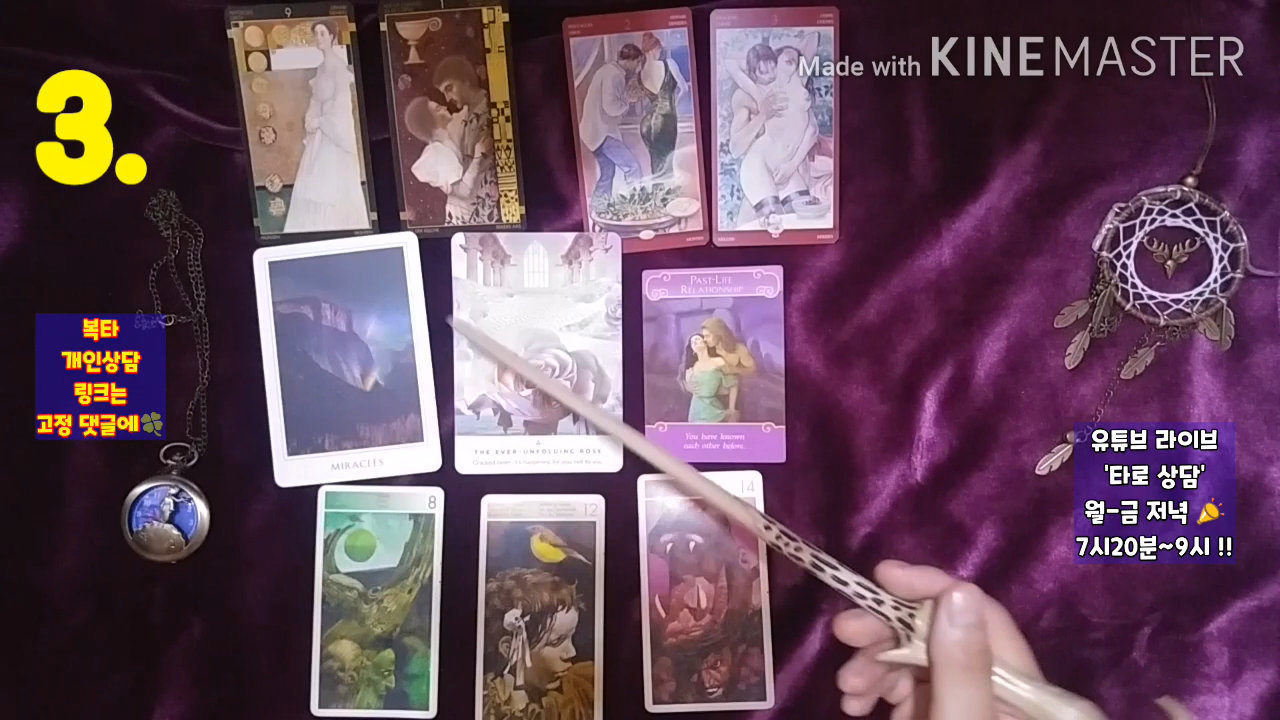 Made with KINEMASTER
3.
9
1
2
3
복타
개인상담
링크는
고정 댓글에🍀
PAST-LIFE
RELATIONSHIP
You have known
each other before.
MIRACLES
THE EVER-UNFOLDING ROSE
8
12
14
유튜브 라이브
'타로 상담'
월-금 저녁 📣
7시20분~9시 !!